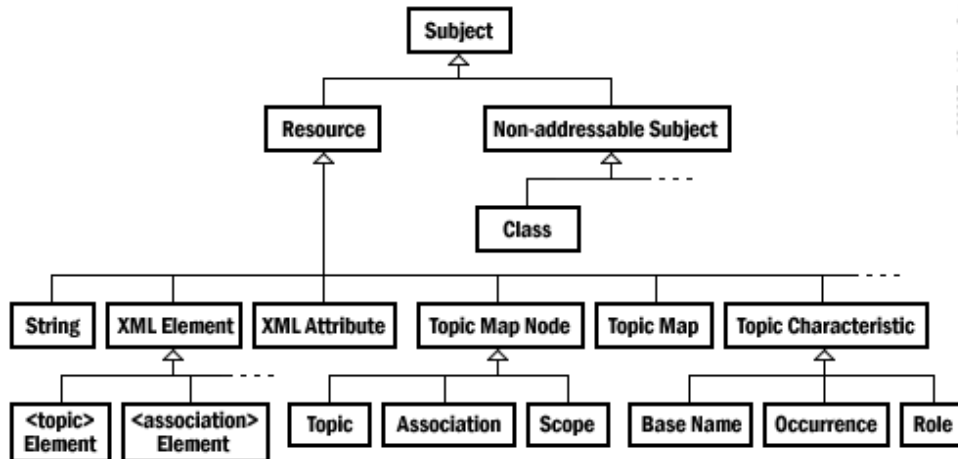 Subject
Resource
Non-addressable Subject
Class
String
XML Element
XML Attribute
Topic Map Node
Topic Map
Topic Characteristic
<topic>
Element
<association>
Element
Topic
Association
Scope
Base Name
Occurrence
Role